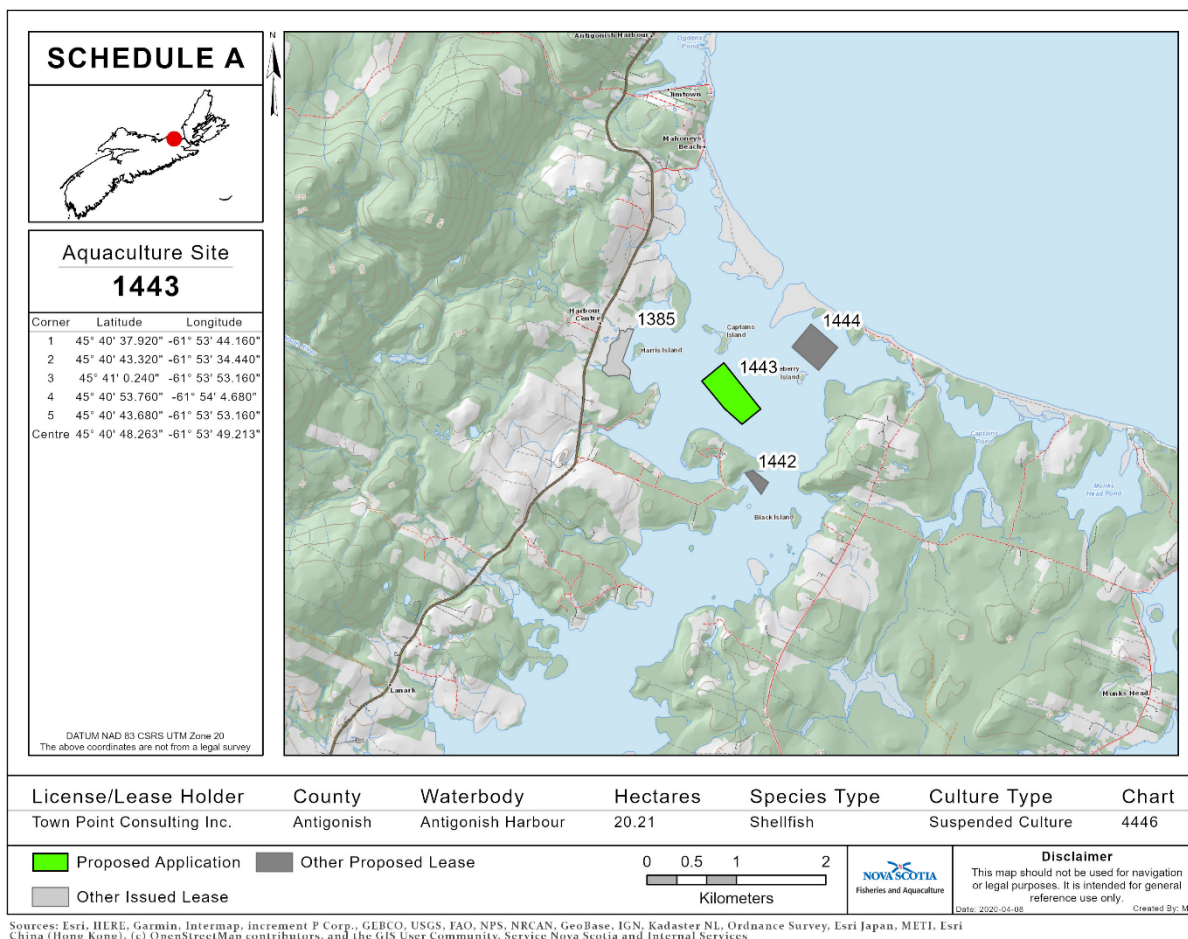 SCHEDULE A
N
Aquaculture Site
1443
Corner Latitude Longitude
1 45° 40' 37.920" -61° 53' 44.160"
2 45° 40' 43.320" -61° 53' 34.440"
3 45° 41' 0.240" -61° 53' 53.160"
4 45° 40' 53.760" -61° 54' 4.680"
5 45° 40' 43.680" -61° 53' 53.160"
Centre 45° 40' 48.263" -61° 53' 49.213"
DATUM NAD 83 CSRS UTM Zone 20
The above coordinates are not from a legal survey
Antigonish Harbour
Ogdens
Pond
Jimtown
Mahoneys
Beach
Harbour
Centre
1385
Harris Island
Captains
Island
1444
1443
eberry
Island
1442
Black Island
Captains
Pond
Monks
Head Pond
Monks Head
Lanark
License/Lease Holder County Waterbody Hectares Species Type Culture Type Chart
Town Point Consulting Inc. Antigonish Antigonish Harbour 20.21 Shellfish Suspended Culture 4446
Proposed Application
Other Proposed Lease
Other Issued Lease
0 0.5 1 2
Kilometers
NOVA SCOTIA
Fisheries and Aquaculture
Disclaimer
This map should not be used for navigation
or legal purposes. It is intended for general
reference use only.
Date: 2020-04-08 Created By: M
Sources: Esri, HERE, Garmin, Intermap, increment P Corp., GEBCO, USGS, FAO, NPS, NRCAN, GeoBase, IGN, Kadaster NL, Ordnance Survey, Esri Japan, METI, Esri
China (Hong Kong), (c) OpenStreetMap contributors, and the GIS User Community, Service Nova Scotia and Internal Services